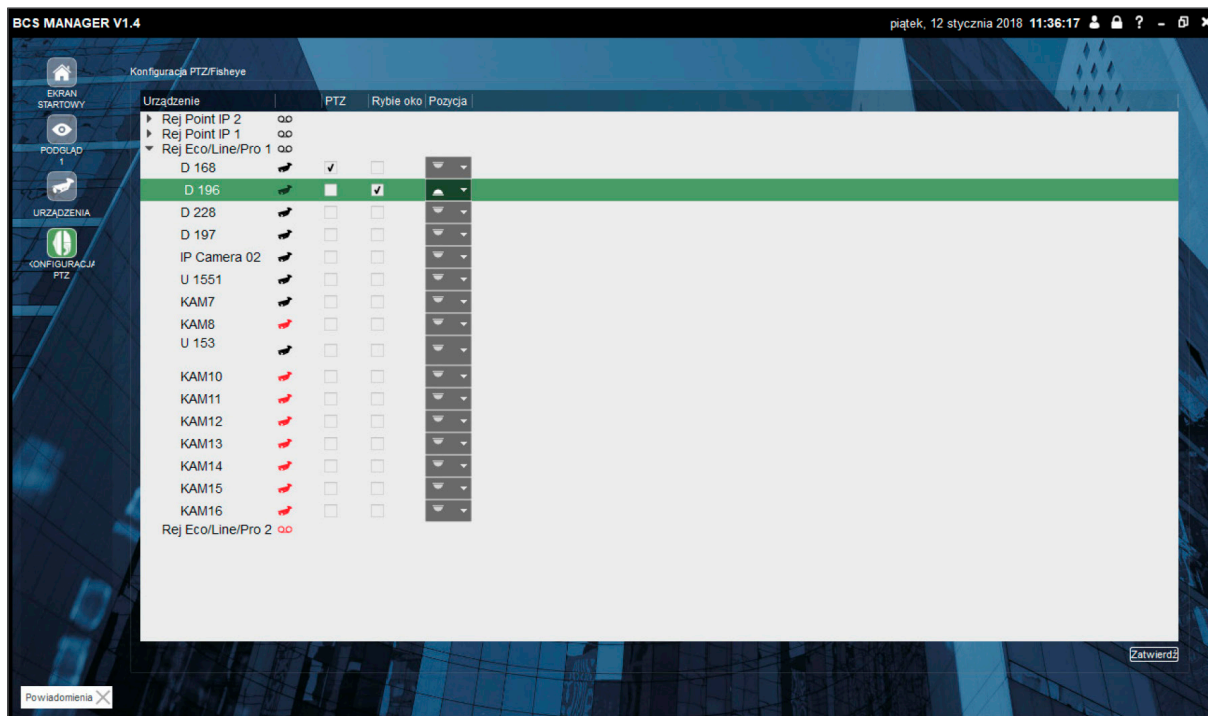 BCS MANAGER V1.4
piątek, 12 stycznia 2018 11:36:17 ?
EKRAN
STARTOWY
PODGLĄD
1
URZĄDZENIA
KONFIGURACJA
PTZ
Konfiguracja PTZ/Fisheye
Urządzenie PTZ Rybie oko Pozycja
Rej Point IP 2
Rej Point IP 1
Rej Eco/Line/Pro 1
D 168
D 196
D 228
D 197
IP Camera 02
U 1551
KAM7
KAM8
U 153
KAM10
KAM11
KAM12
KAM13
KAM14
KAM15
KAM16
Rej Eco/Line/Pro 2
Zatwierdź
Powiadomienia